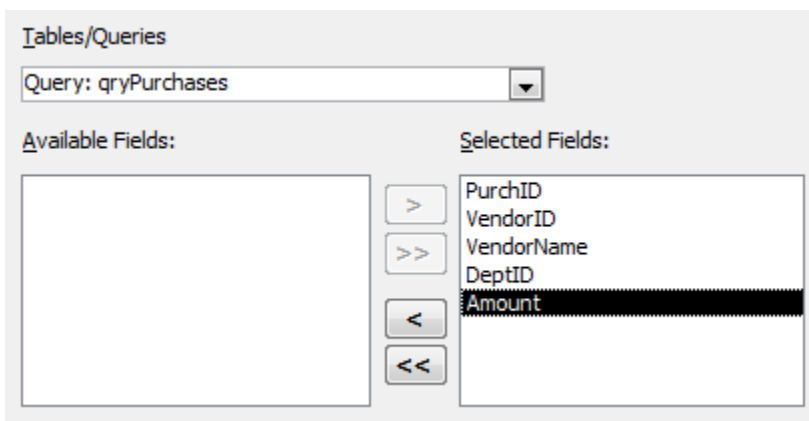 Tables/Queries
Query: qryPurchases
Available Fields:
Selected Fields:
>
>>
<
<<
PurchID
VendorID
VendorName
DeptID
Amount